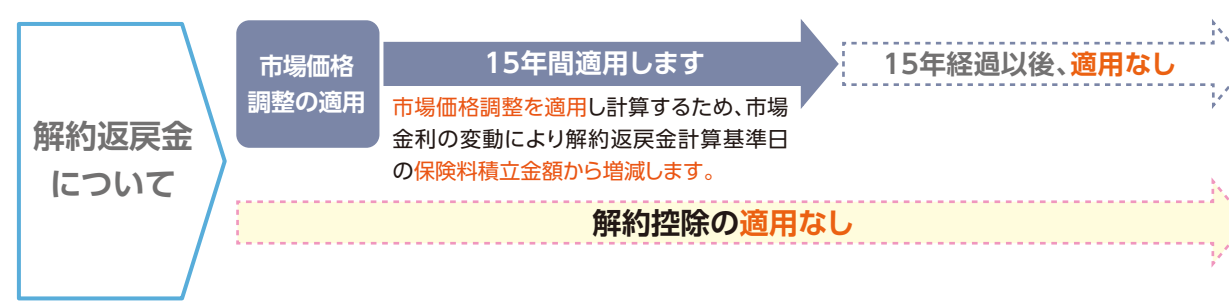 解約返戻金
について
市場価格
調整の適用
15年間適用します
15年経過以後、適用なし
市場価格調整を適用し計算するため、市場
金利の変動により解約返戻金計算基準日
の保険料積立金額から増減します。
解約控除の適用なし